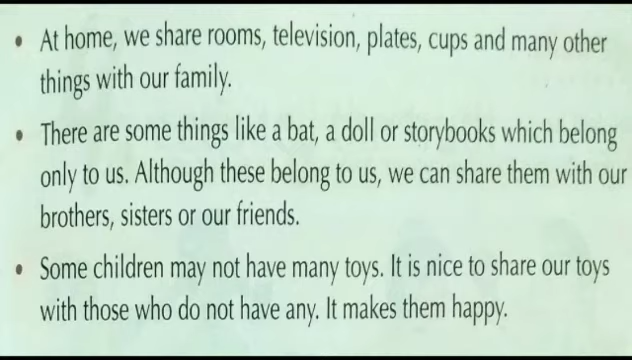 • At home, we share rooms, television, plates, cups and many other
things with our family.
• There are some things like a bat, a doll or storybooks which belong
only to us. Although these belong to us, we can share them with our
brothers, sisters or our friends.
• Some children may not have many toys. It is nice to share our toys
with those who do not have any. It makes them happy.